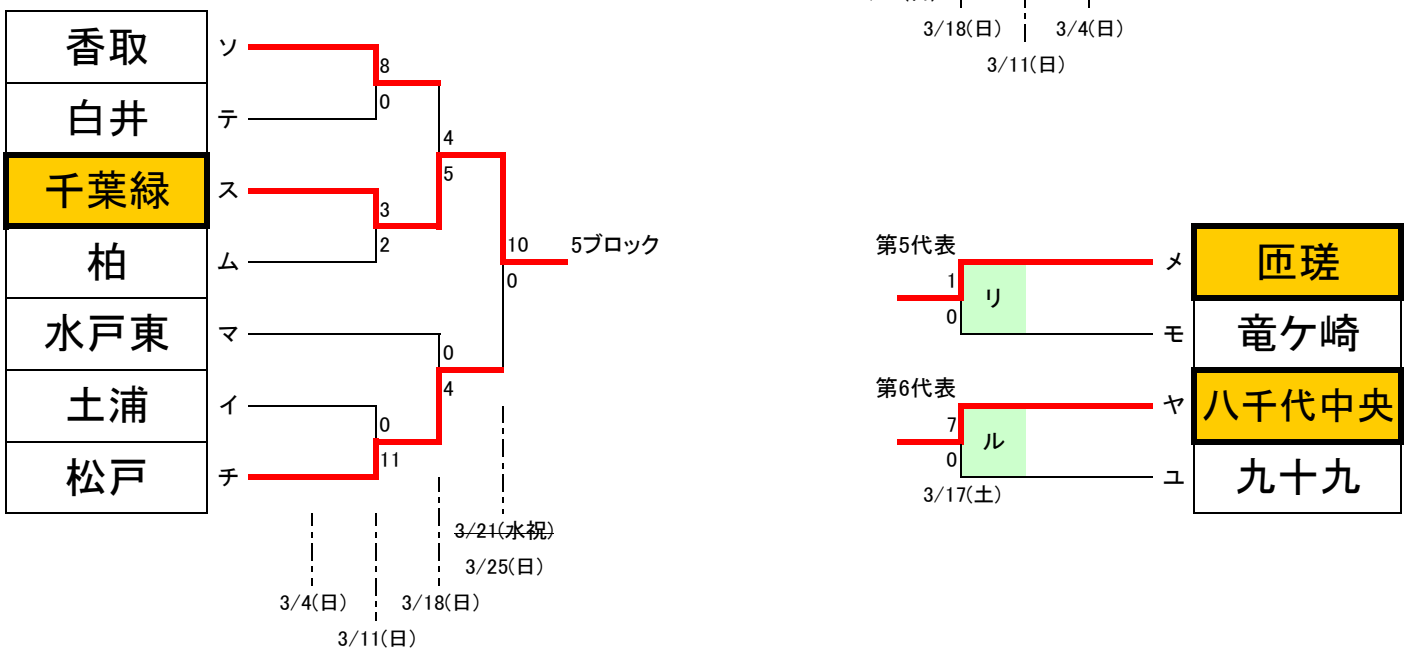 3/18(日)
3/4(日)
3/11(日)
香取
ソ
8
白井
テ
0
4
千葉緑
ス
5
3
柏
ム
2
10
5ブロック
0
水戸東
マ
0
土浦
イ
4
0
松戸
チ
11
3/21(水祝)
3/25(日)
3/4(日)
3/18(日)
3/11(日)
第5代表
メ
匝瑳
1
リ
0
モ
竜ケ崎
第6代表
ヤ
八千代中央
7
ル
0
ユ
九十九
3/17(土)